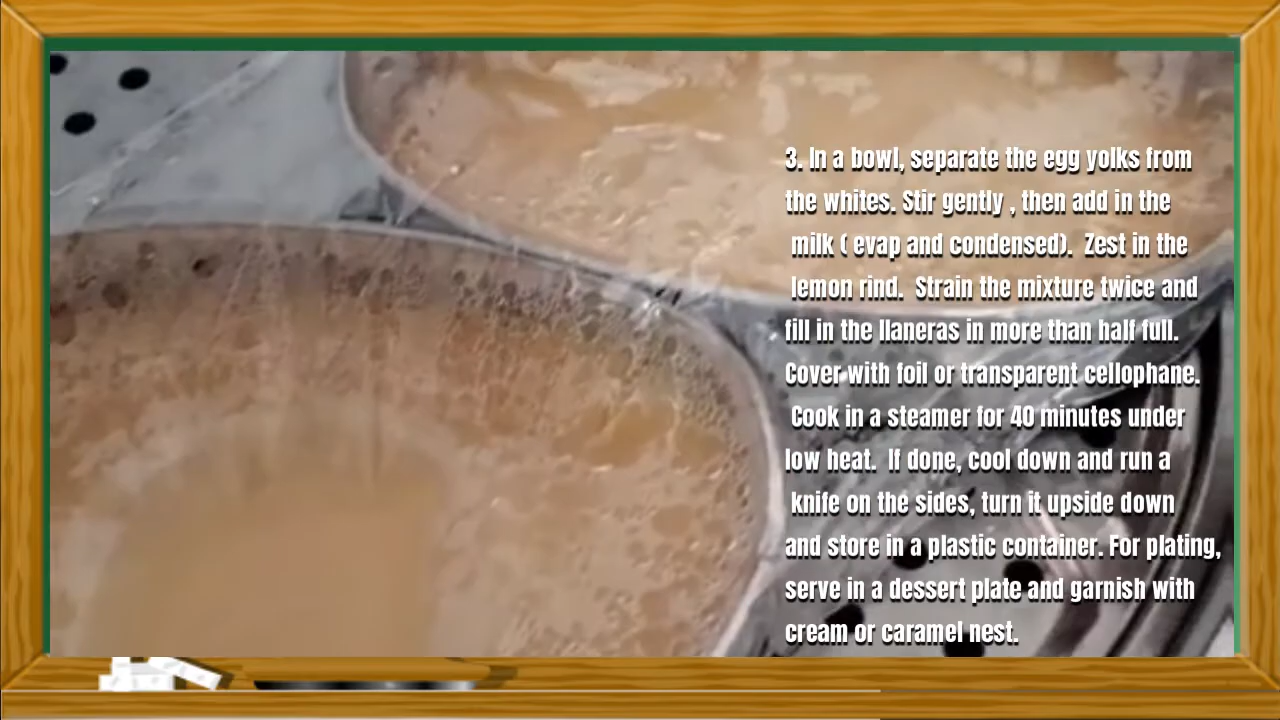 3. In a bowl, separate the egg yolks from
the whites. Stir gently , then add in the
milk ( evap and condensed). Zest in the
lemon rind. Strain the mixture twice and
fill in the llaneras in more than half full.
Cover with foil or transparent cellophane.
Cook in a steamer for 40 minutes under
low heat. If done, cool down and run a
knife on the sides, turn it upside down
and store in a plastic container. For plating,
serve in a dessert plate and garnish with
cream or caramel nest.